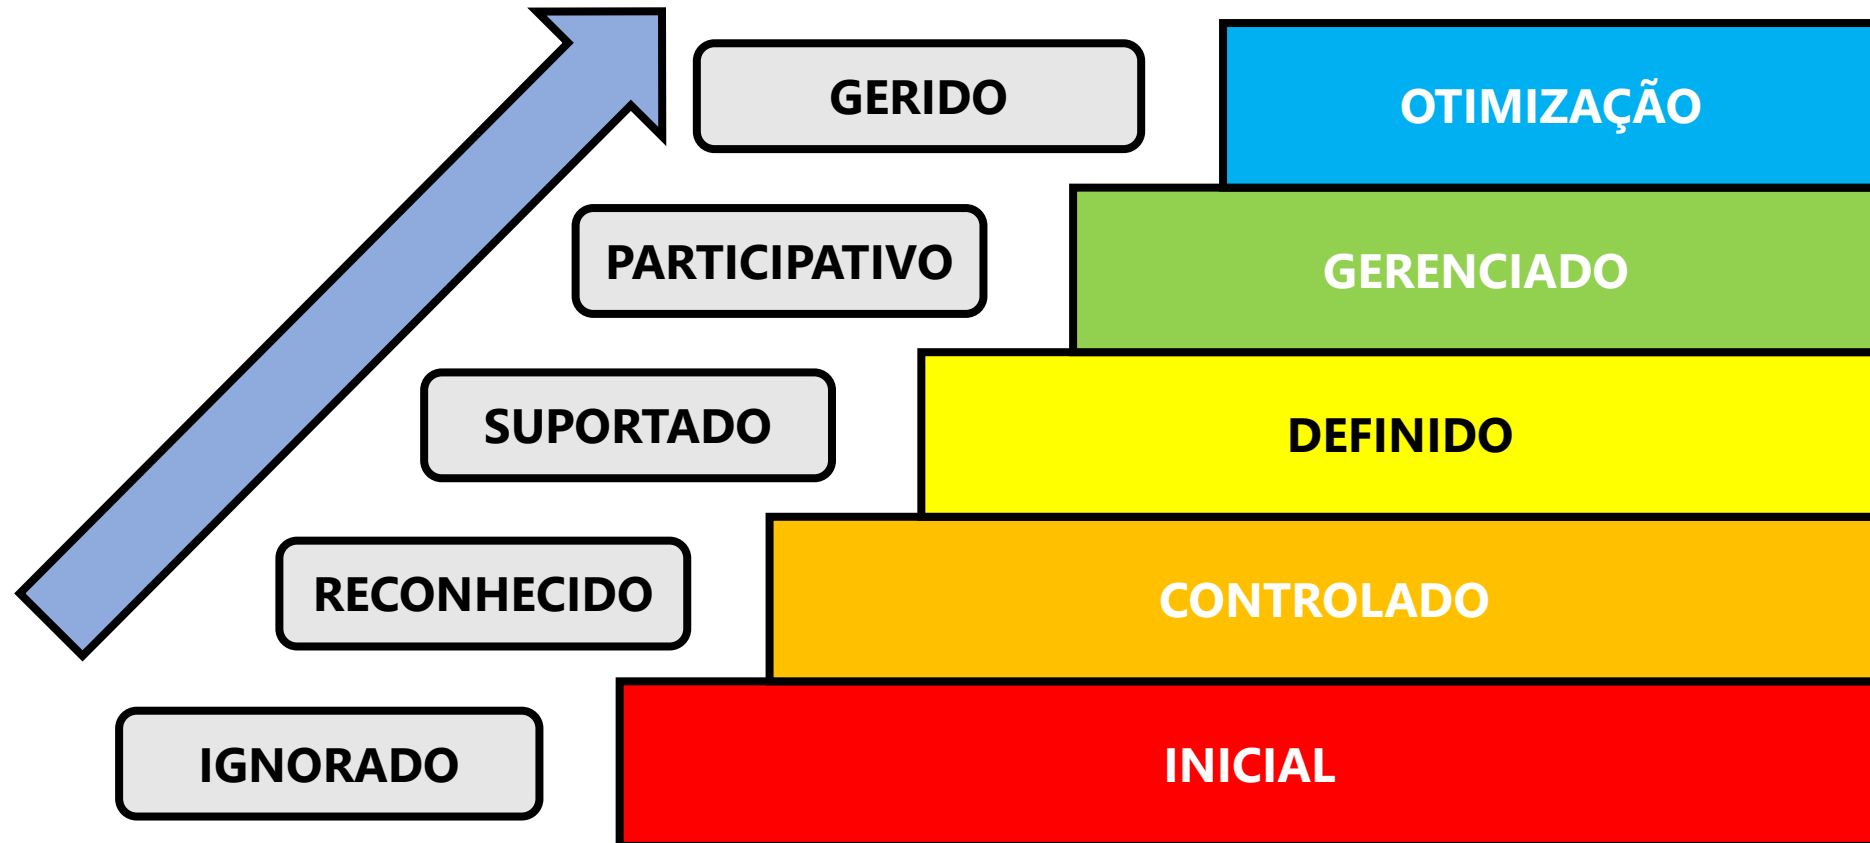 GERIDO
OTIMIZAÇÃO
PARTICIPATIVO
GERENCIADO
SUPORTADO
DEFINIDO
RECONHECIDO
CONTROLADO
IGNORADO
INICIAL